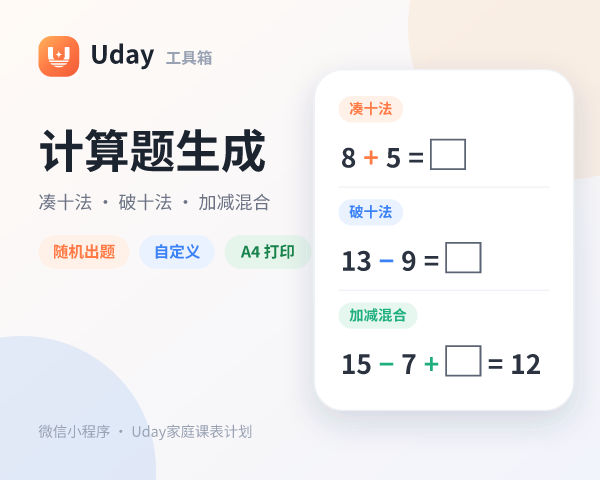 Uday 工具箱
计算题生成
凑十法 · 破十法 · 加减混合
随机出题 自定义 A4 打印
凑十法
8 + 5 = □
破十法
13 − 9 = □
加减混合
15 − 7 + □ = 12
微信小程序 · Uday家庭课表计划